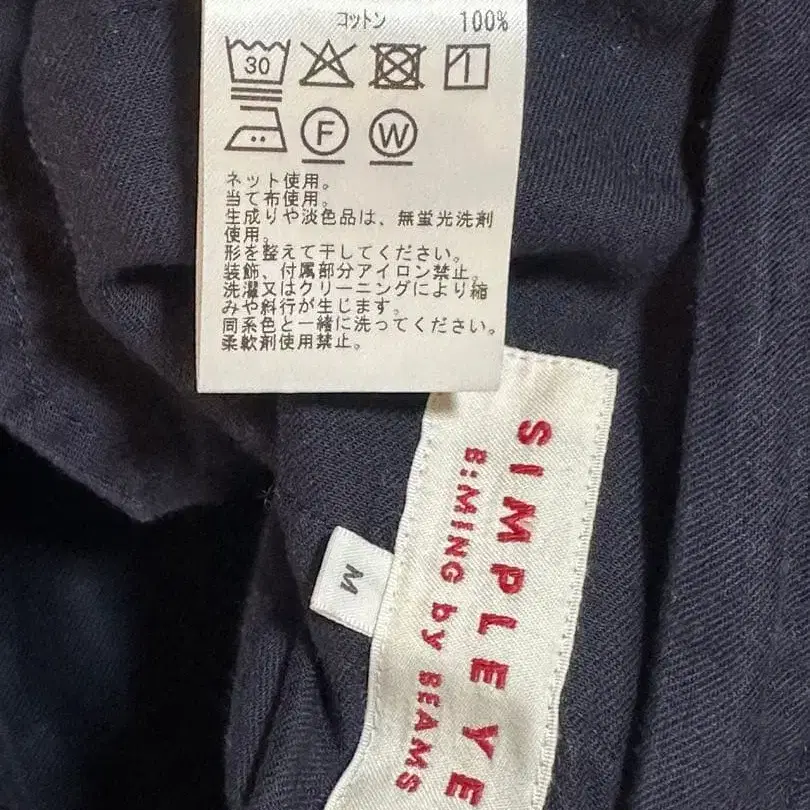 コットン 100%
30
F W
ネット使用。
当て布使用。
生成りや淡色品は、無蛍光洗剤
使用。
形を整えて干してください。
装飾、付属部分アイロン禁止。
洗濯又はクリーニングにより縮
みや斜行が生じます。
同系色と一緒に洗ってください。
柔軟剤使用禁止。
SIMPLEYE
B:MING by BEAMS
M